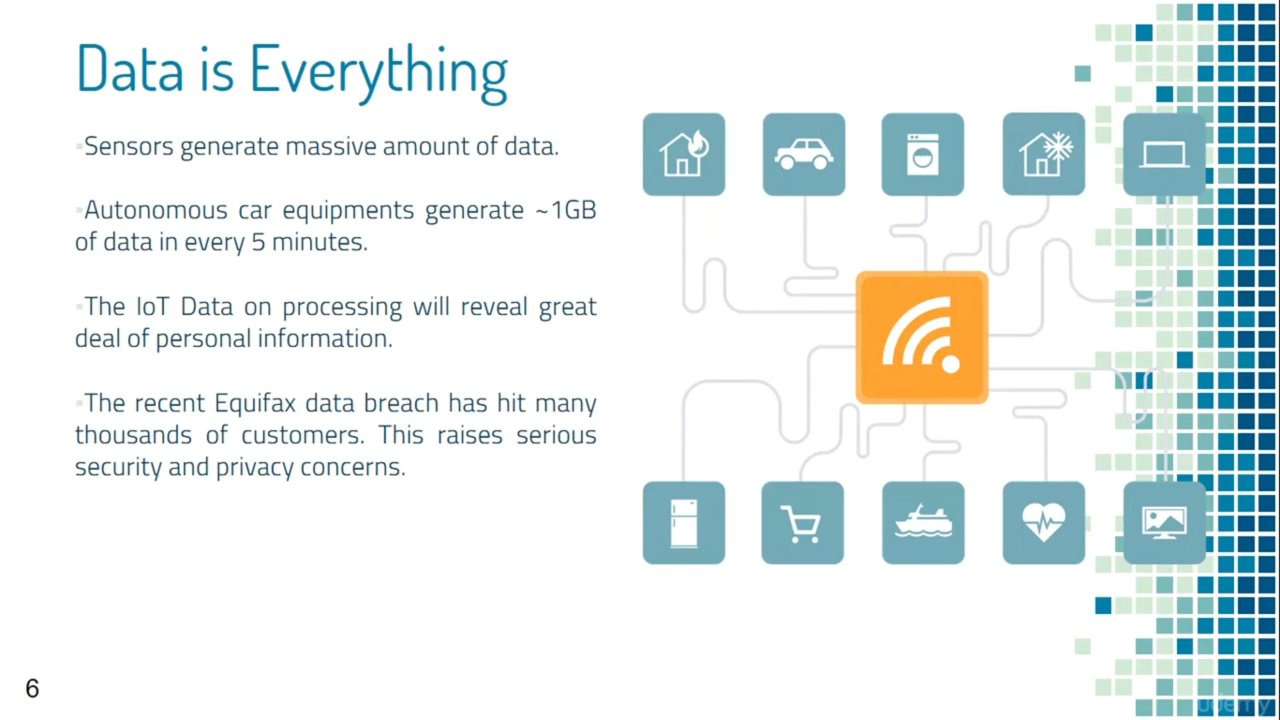 Data is Everything
▪Sensors generate massive amount of data.
▪Autonomous car equipments generate ~1GB
of data in every 5 minutes.
▪The IoT Data on processing will reveal great
deal of personal information.
▪The recent Equifax data breach has hit many
thousands of customers. This raises serious
security and privacy concerns.
6
udemy